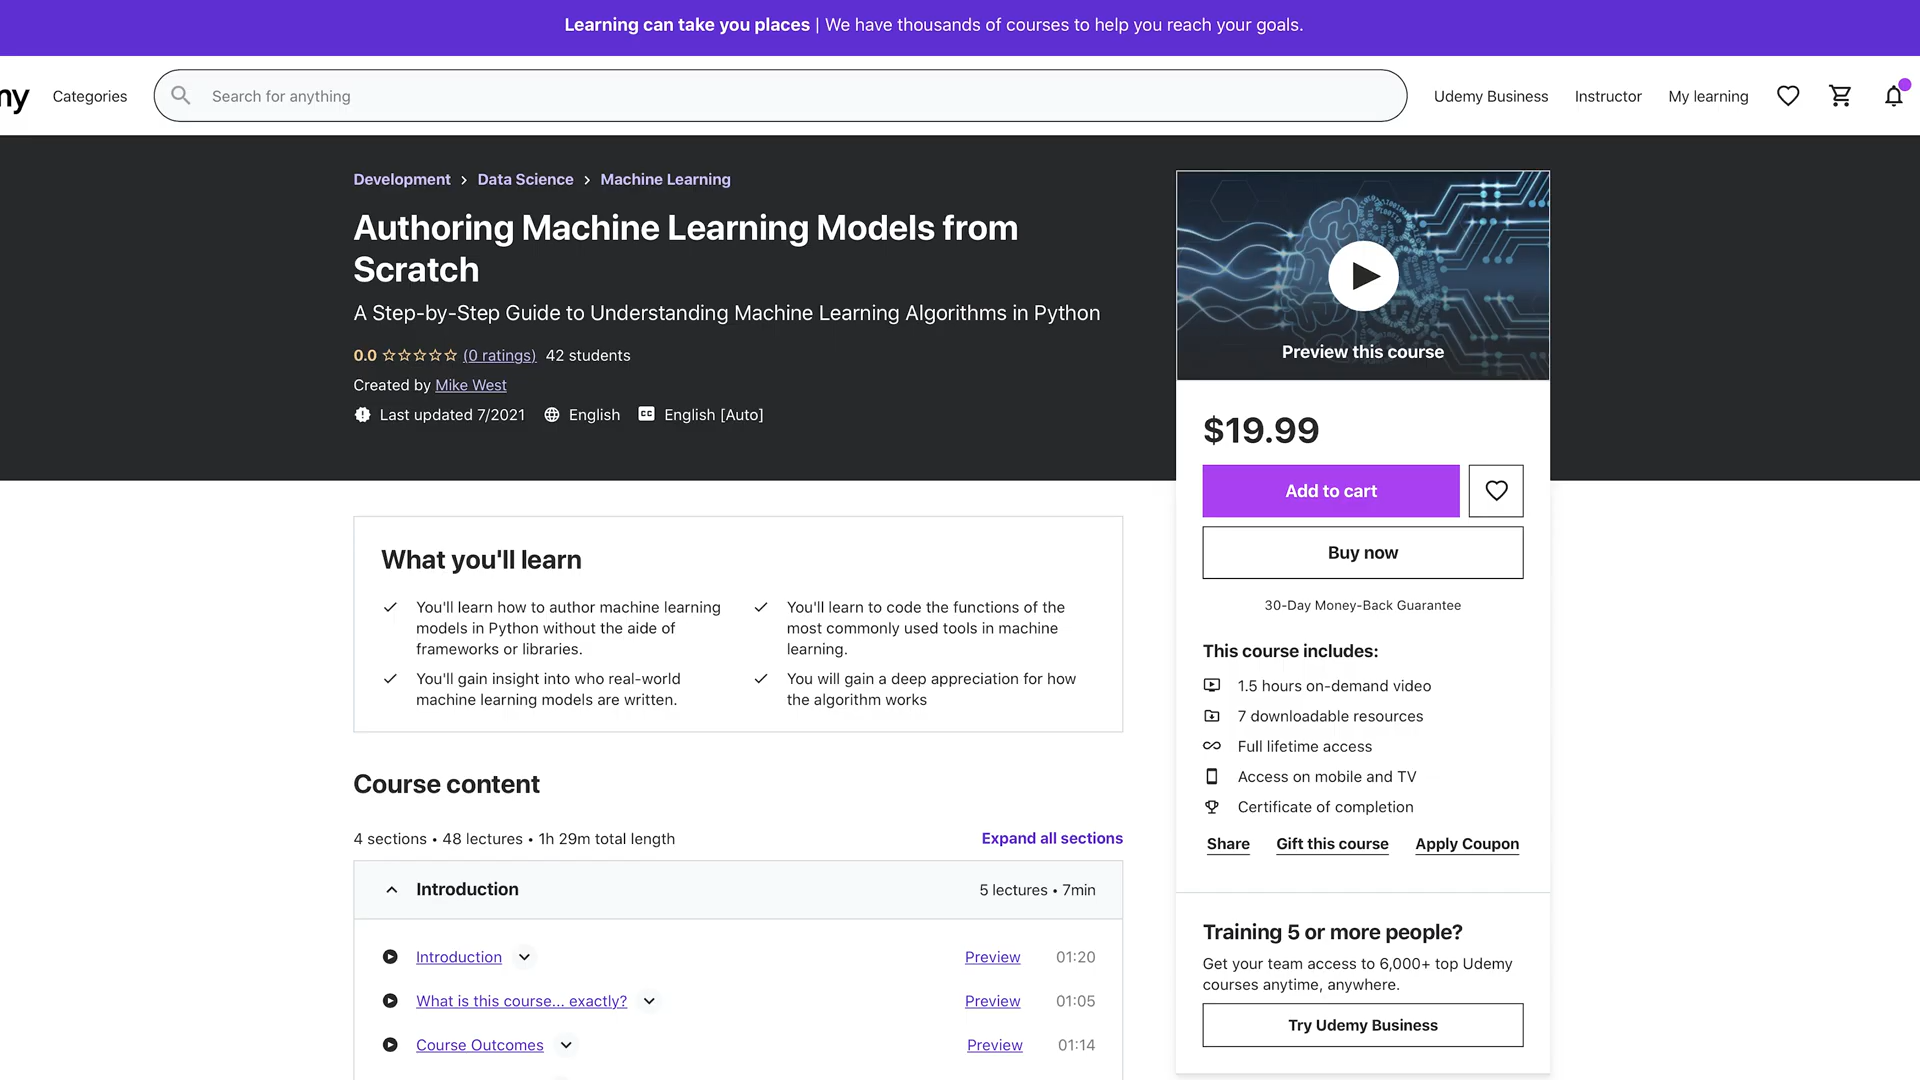 Learning can take you places | We have thousands of courses to help you reach your goals.
my
Categories
Search for anything
Udemy Business
Instructor
My learning
Development > Data Science > Machine Learning
Authoring Machine Learning Models from
Scratch
A Step-by-Step Guide to Understanding Machine Learning Algorithms in Python
0.0 (0 ratings) 42 students
Created by Mike West
Last updated 7/2021 English CC English [Auto]
Preview this course
$19.99
Add to cart
Buy now
30-Day Money-Back Guarantee
This course includes:
1.5 hours on-demand video
7 downloadable resources
Full lifetime access
Access on mobile and TV
Certificate of completion
Share Gift this course Apply Coupon
Training 5 or more people?
Get your team access to 6,000+ top Udemy
courses anytime, anywhere.
Try Udemy Business
What you'll learn
You'll learn how to author machine learning
models in Python without the aide of
frameworks or libraries.
You'll learn to code the functions of the
most commonly used tools in machine
learning.
You'll gain insight into who real-world
machine learning models are written.
You will gain a deep appreciation for how
the algorithm works
Course content
4 sections • 48 lectures • 1h 29m total length
Expand all sections
Introduction 5 lectures • 7min
Introduction Preview 01:20
What is this course... exactly? Preview 01:05
Course Outcomes Preview 01:14